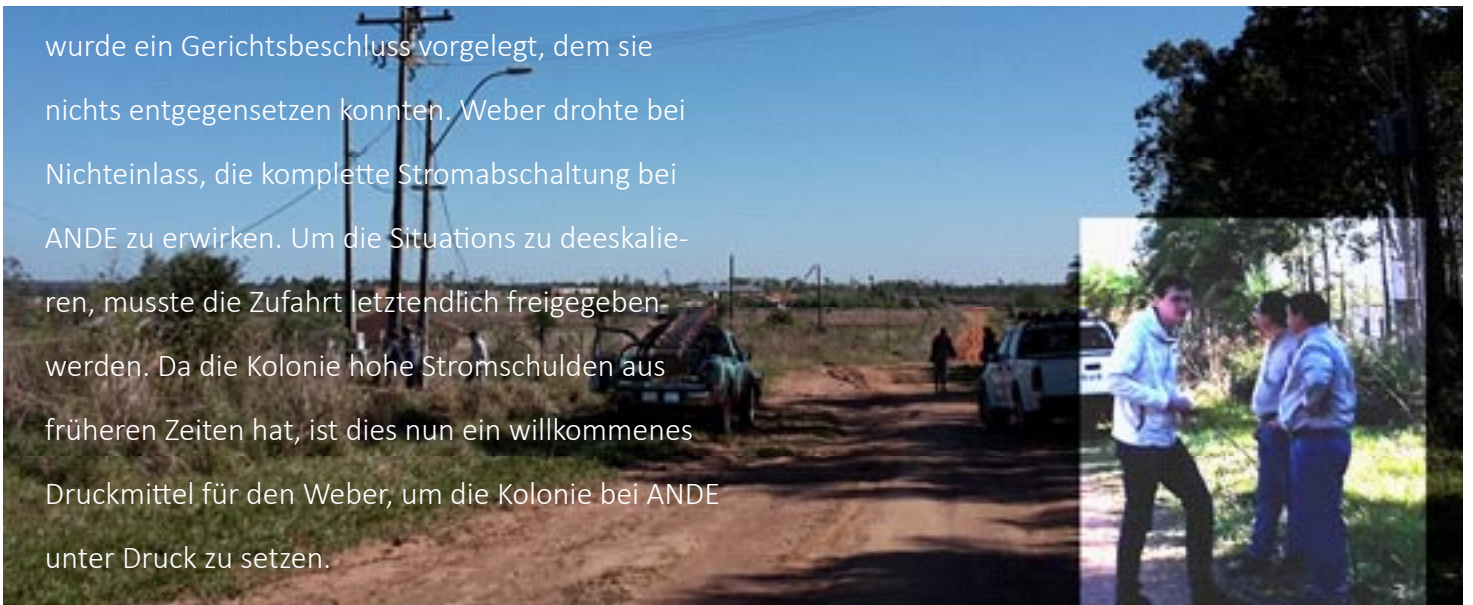 wurde ein Gerichtsbeschluss vorgelegt, dem sie
nichts entgegensetzen konnten. Weber drohte bei
Nichteinlass, die komplette Stromabschaltung bei
ANDE zu erwirken. Um die Situations zu deeskalie-
ren, musste die Zufahrt letztendlich freigegeben-
werden. Da die Kolonie hohe Stromschulden aus
früheren Zeiten hat, ist dies nun ein willkommenes
Druckmittel für den Weber, um die Kolonie bei ANDE
unter Druck zu setzen.